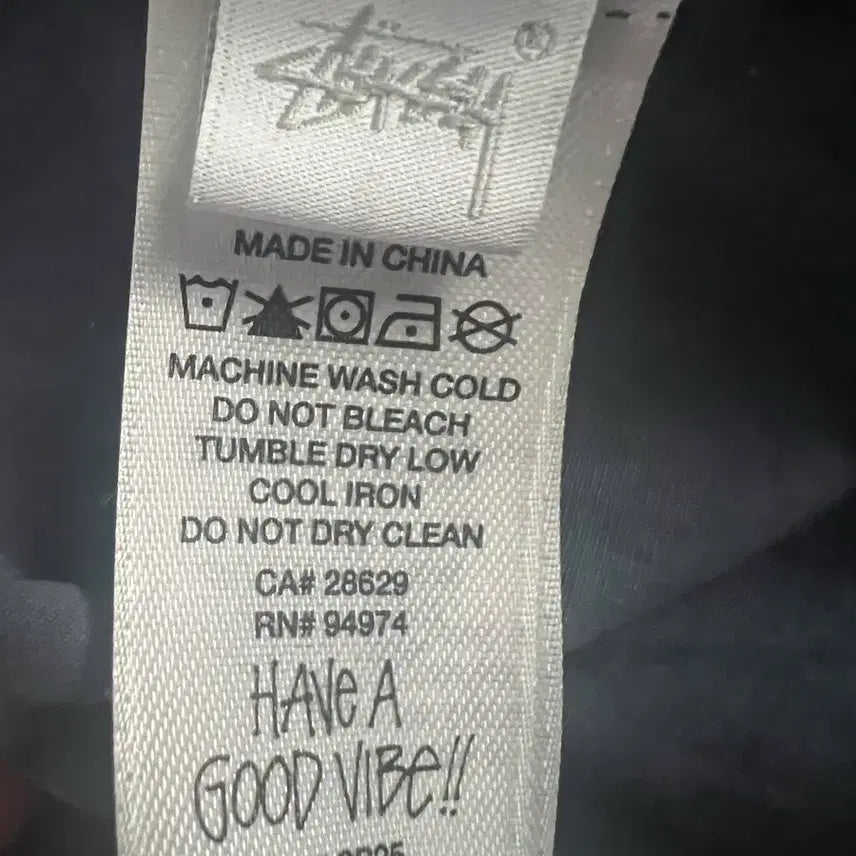 Stüssy
®
MADE IN CHINA
MACHINE WASH COLD
DO NOT BLEACH
TUMBLE DRY LOW
COOL IRON
DO NOT DRY CLEAN
CA# 28629
RN# 94974
HAVe A
GOOD VIBe!!